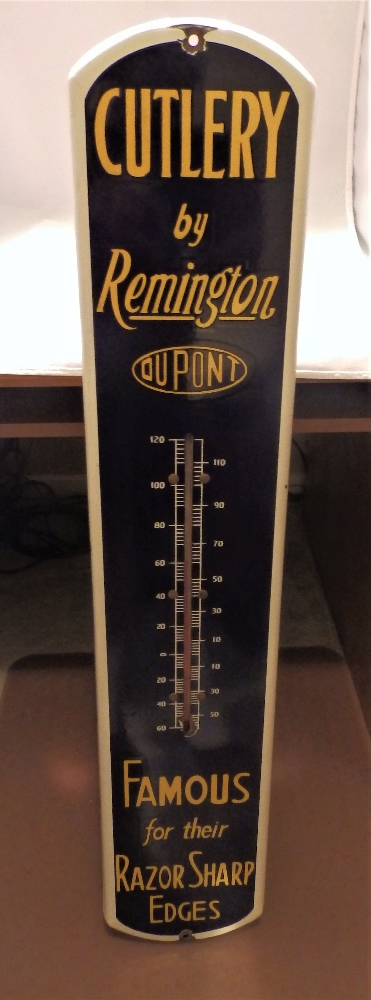 CUTLERY
by
Remington
DUPONT
120
110
100
90
80
70
60
50
40
30
20
10
0
10
20
30
40
50
60
FAMOUS
for their
RAZOR SHARP
EDGES